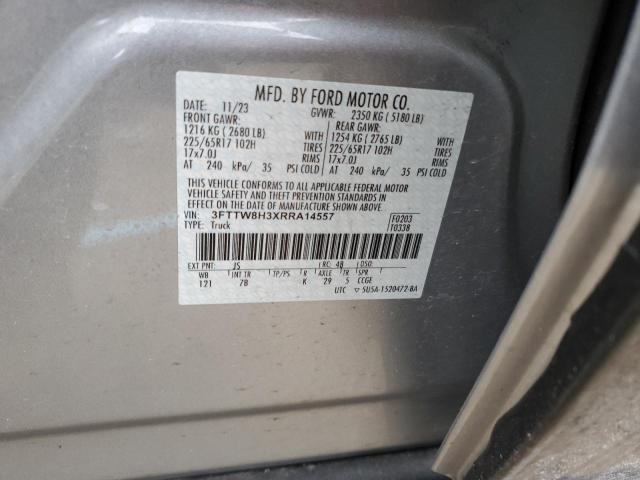 MFD. BY FORD MOTOR CO.
DATE: 11/23 GVWR: 2350 KG ( 5180 LB)
FRONT GAWR: REAR GAWR:
1216 KG ( 2680 LB) WITH 1254 KG ( 2765 LB) WITH
225/65R17 102H TIRES 225/65R17 102H TIRES
17x7.0J RIMS 17x7.0J RIMS
AT 240 kPa/ 35 PSI COLD AT 240 kPa/ 35 PSI COLD
THIS VEHICLE CONFORMS TO ALL APPLICABLE FEDERAL MOTOR
VEHICLE SAFETY AND THEFT PREVENTION STANDARDS IN
EFFECT ON THE DATE OF MANUFACTURE SHOWN ABOVE.
VIN: 3FTTW8H3XRRA14557 F0203
TYPE: Truck T0338
EXT PNT: JS RC: 48 DSO:
WB INT TR TP/PS R AXLE TR SPR
121 7B K 29 5 CCGE
UTC ▽ 5U5A-1520472-BA